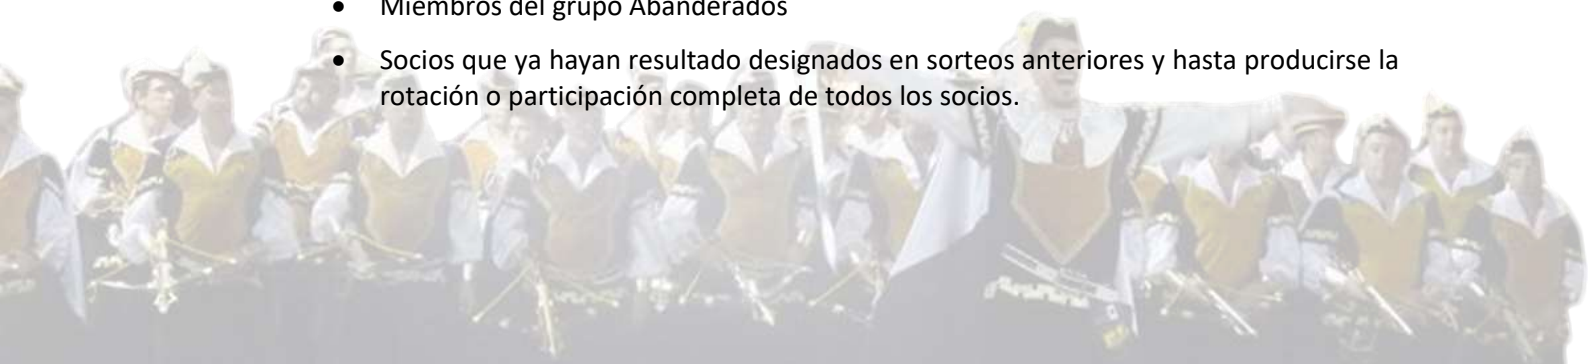 • Miembros del grupo Abanderados
• Socios que ya hayan resultado designados en sorteos anteriores y hasta producirse la
rotación o participación completa de todos los socios.